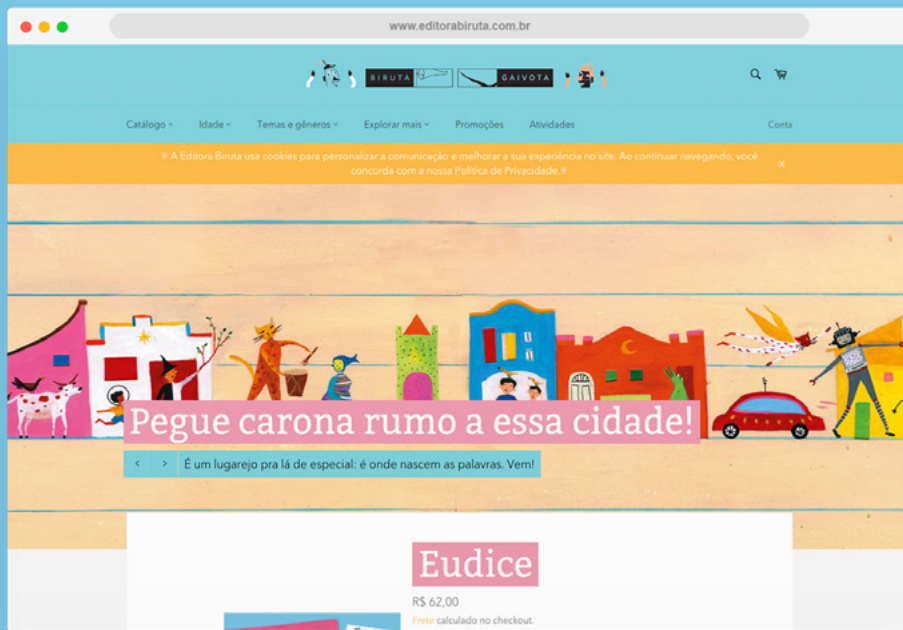 www.editorabiruta.com.br
BIRUTA GAIVOTA
Catálogo Idade Temas e gêneros Explorar mais Promoções Atividades Conta
* A Editora Biruta usa cookies para personalizar a comunicação e melhorar a sua experiência no site. Ao continuar navegando, você
concorda com a nossa Política de Privacidade.*
Pegue carona rumo a essa cidade!
É um lugarejo pra lá de especial: é onde nascem as palavras. Vem!
Eudice
R$ 62,00
Frete calculado no checkout.